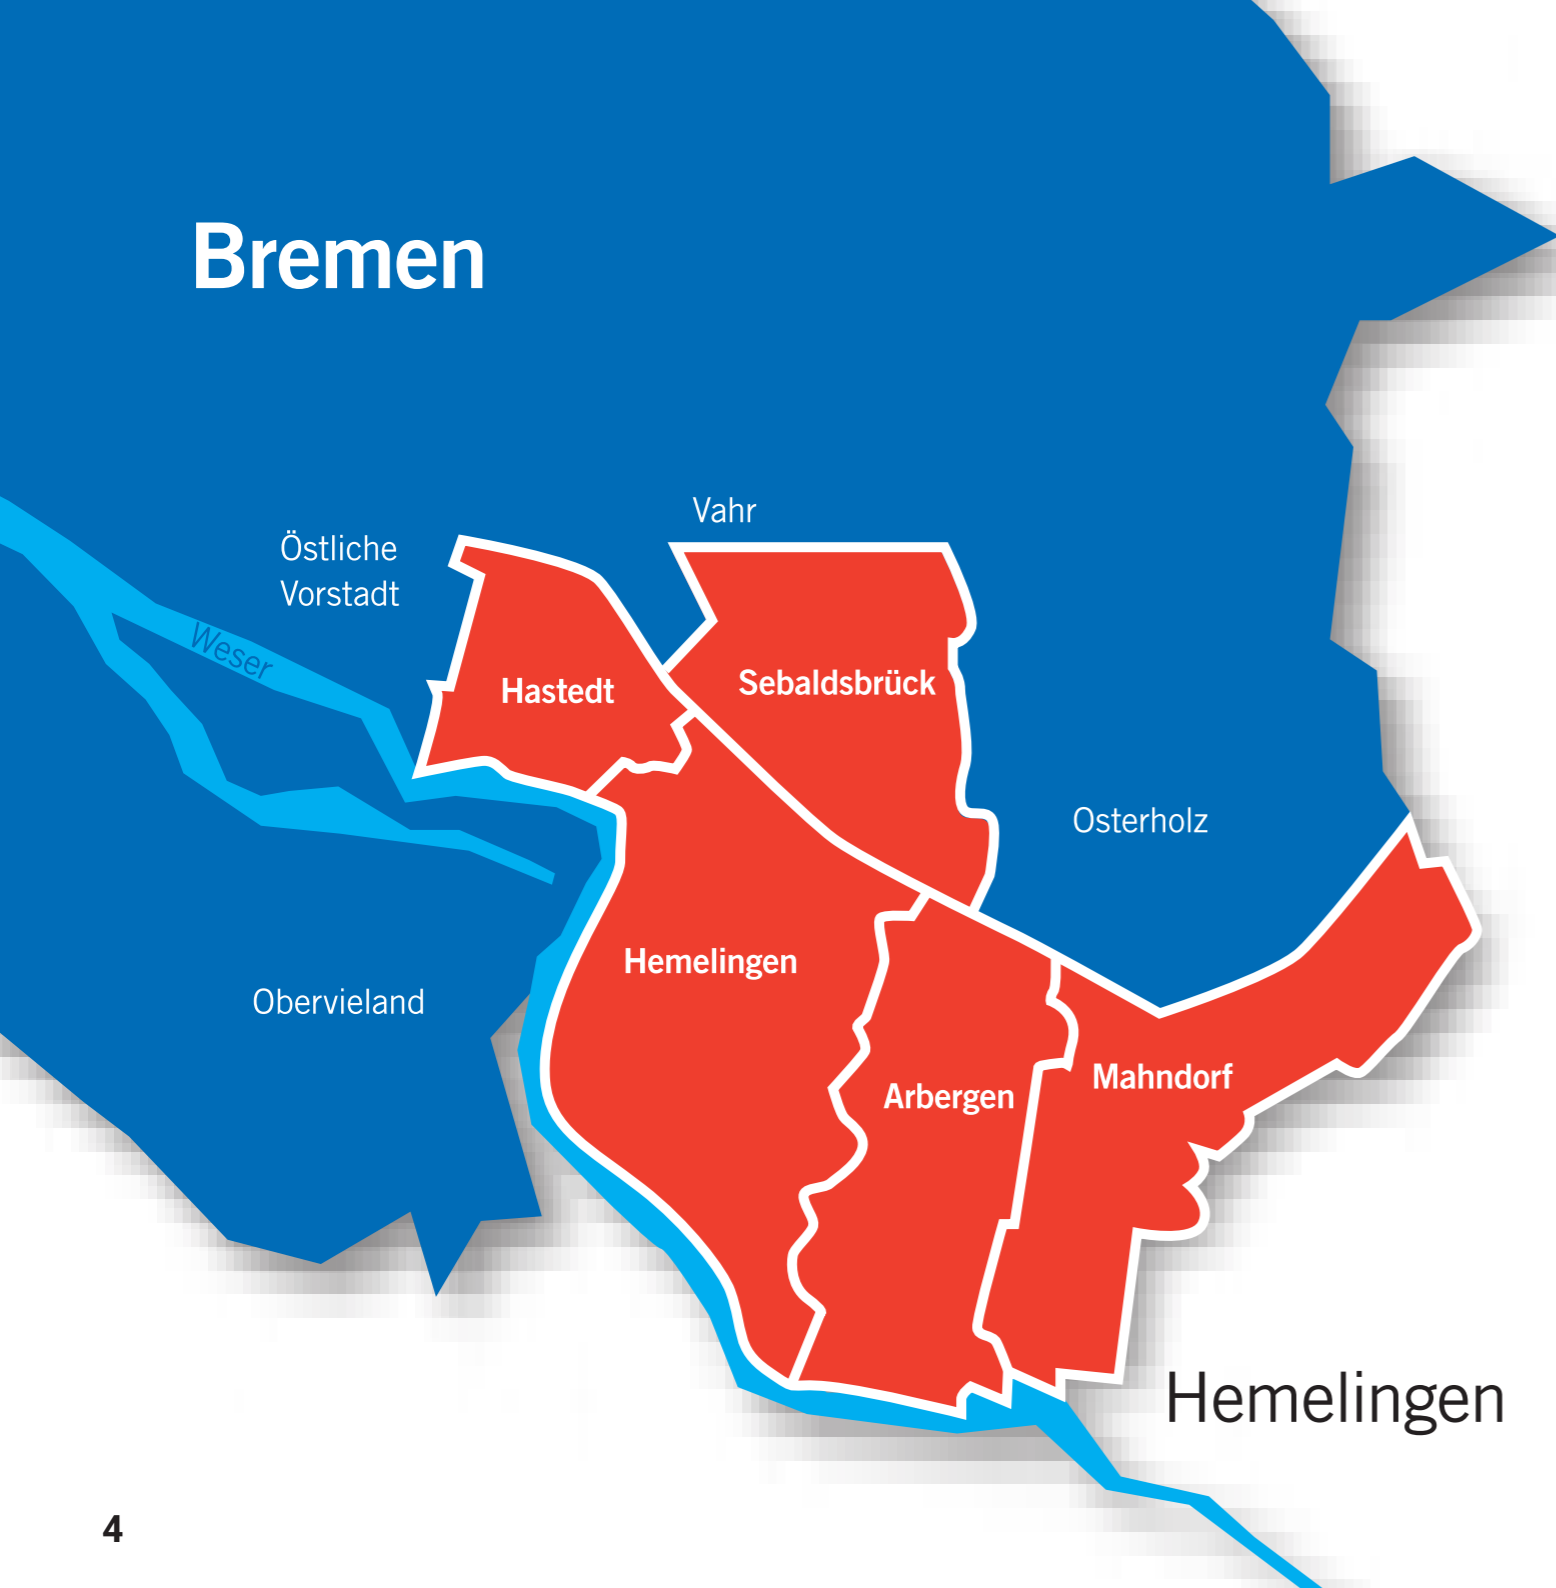 Bremen
Vahr
Östliche
Vorstadt
Weser
Hastedt
Sebaldsbrück
Osterholz
Hemelingen
Obervieland
Mahndorf
Arbergen
Hemelingen
4